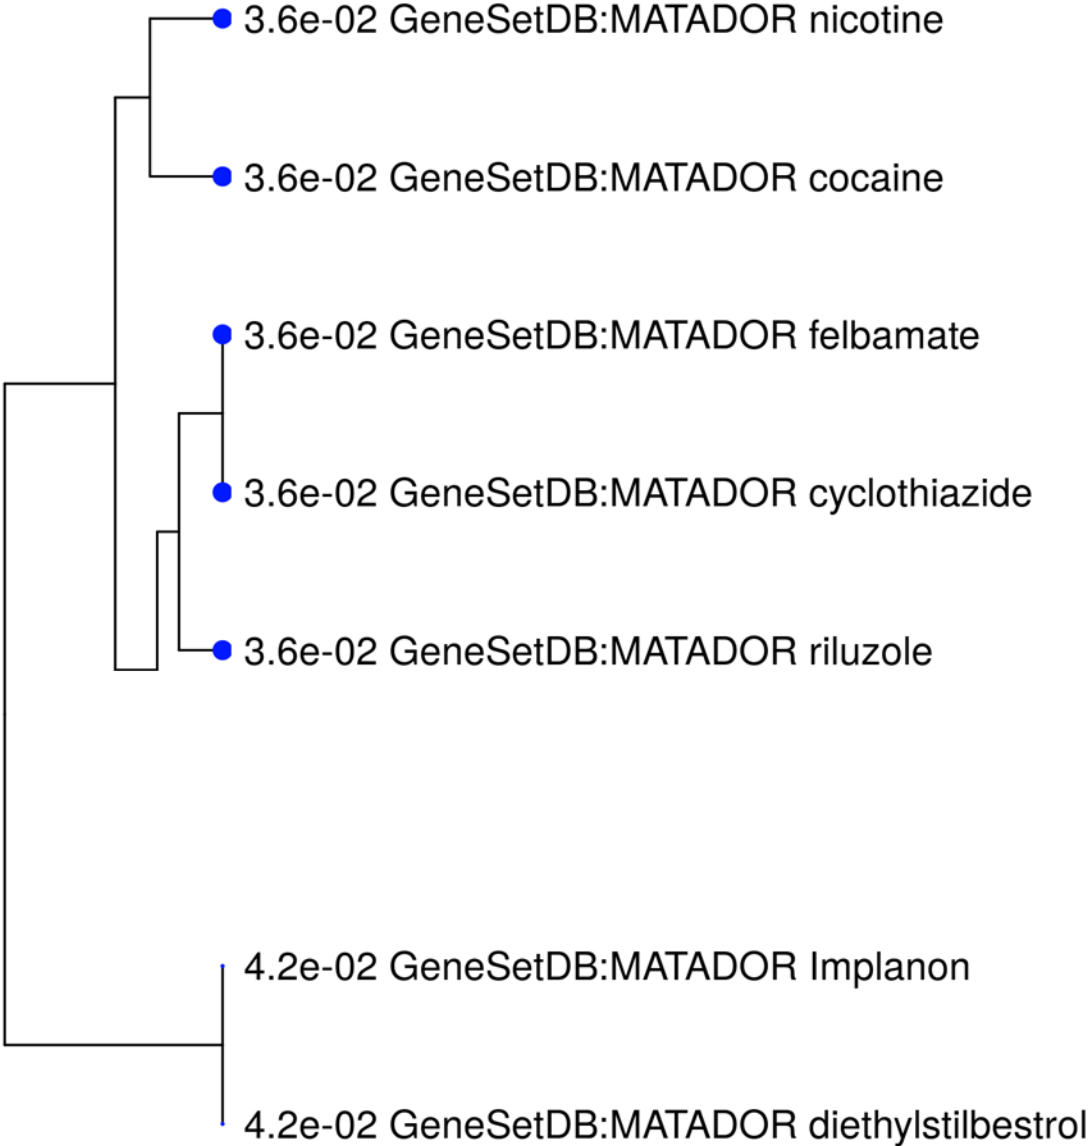 3.6e-02 GeneSetDB:MATADOR nicotine
3.6e-02 GeneSetDB:MATADOR cocaine
3.6e-02 GeneSetDB:MATADOR felbamate
3.6e-02 GeneSetDB:MATADOR cyclothiazide
3.6e-02 GeneSetDB:MATADOR riluzole
4.2e-02 GeneSetDB:MATADOR Implanon
4.2e-02 GeneSetDB:MATADOR diethylstilbestrol